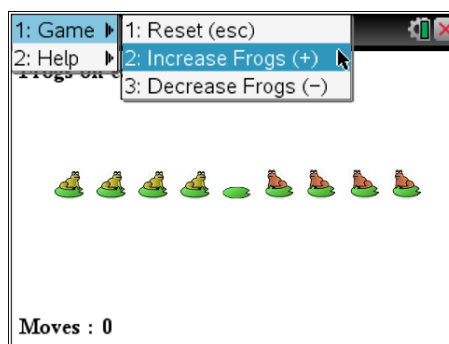 1: Game 1: Reset (esc)
2: Help 2: Increase Frogs (+)
3: Decrease Frogs (−)
Moves : 0